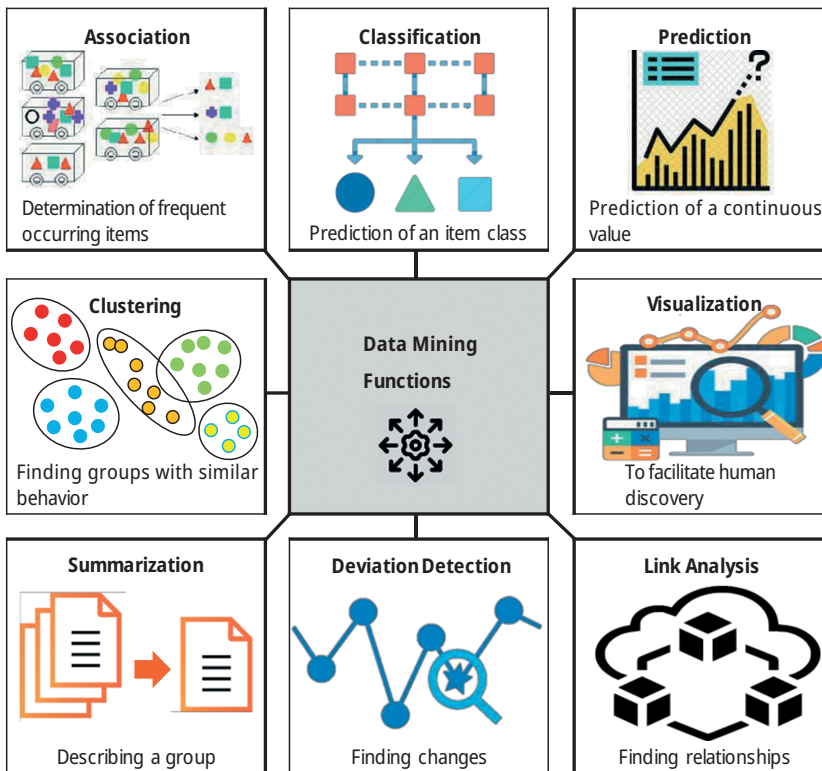 Association
Determination of frequent
occurring items
Classification
Prediction of an item class
Prediction
?
Prediction of a continuous
value
Clustering
Finding groups with similar
behavior
Data Mining
Functions
Visualization
To facilitate human
discovery
Summarization
Describing a group
Deviation Detection
Finding changes
Link Analysis
Finding relationships